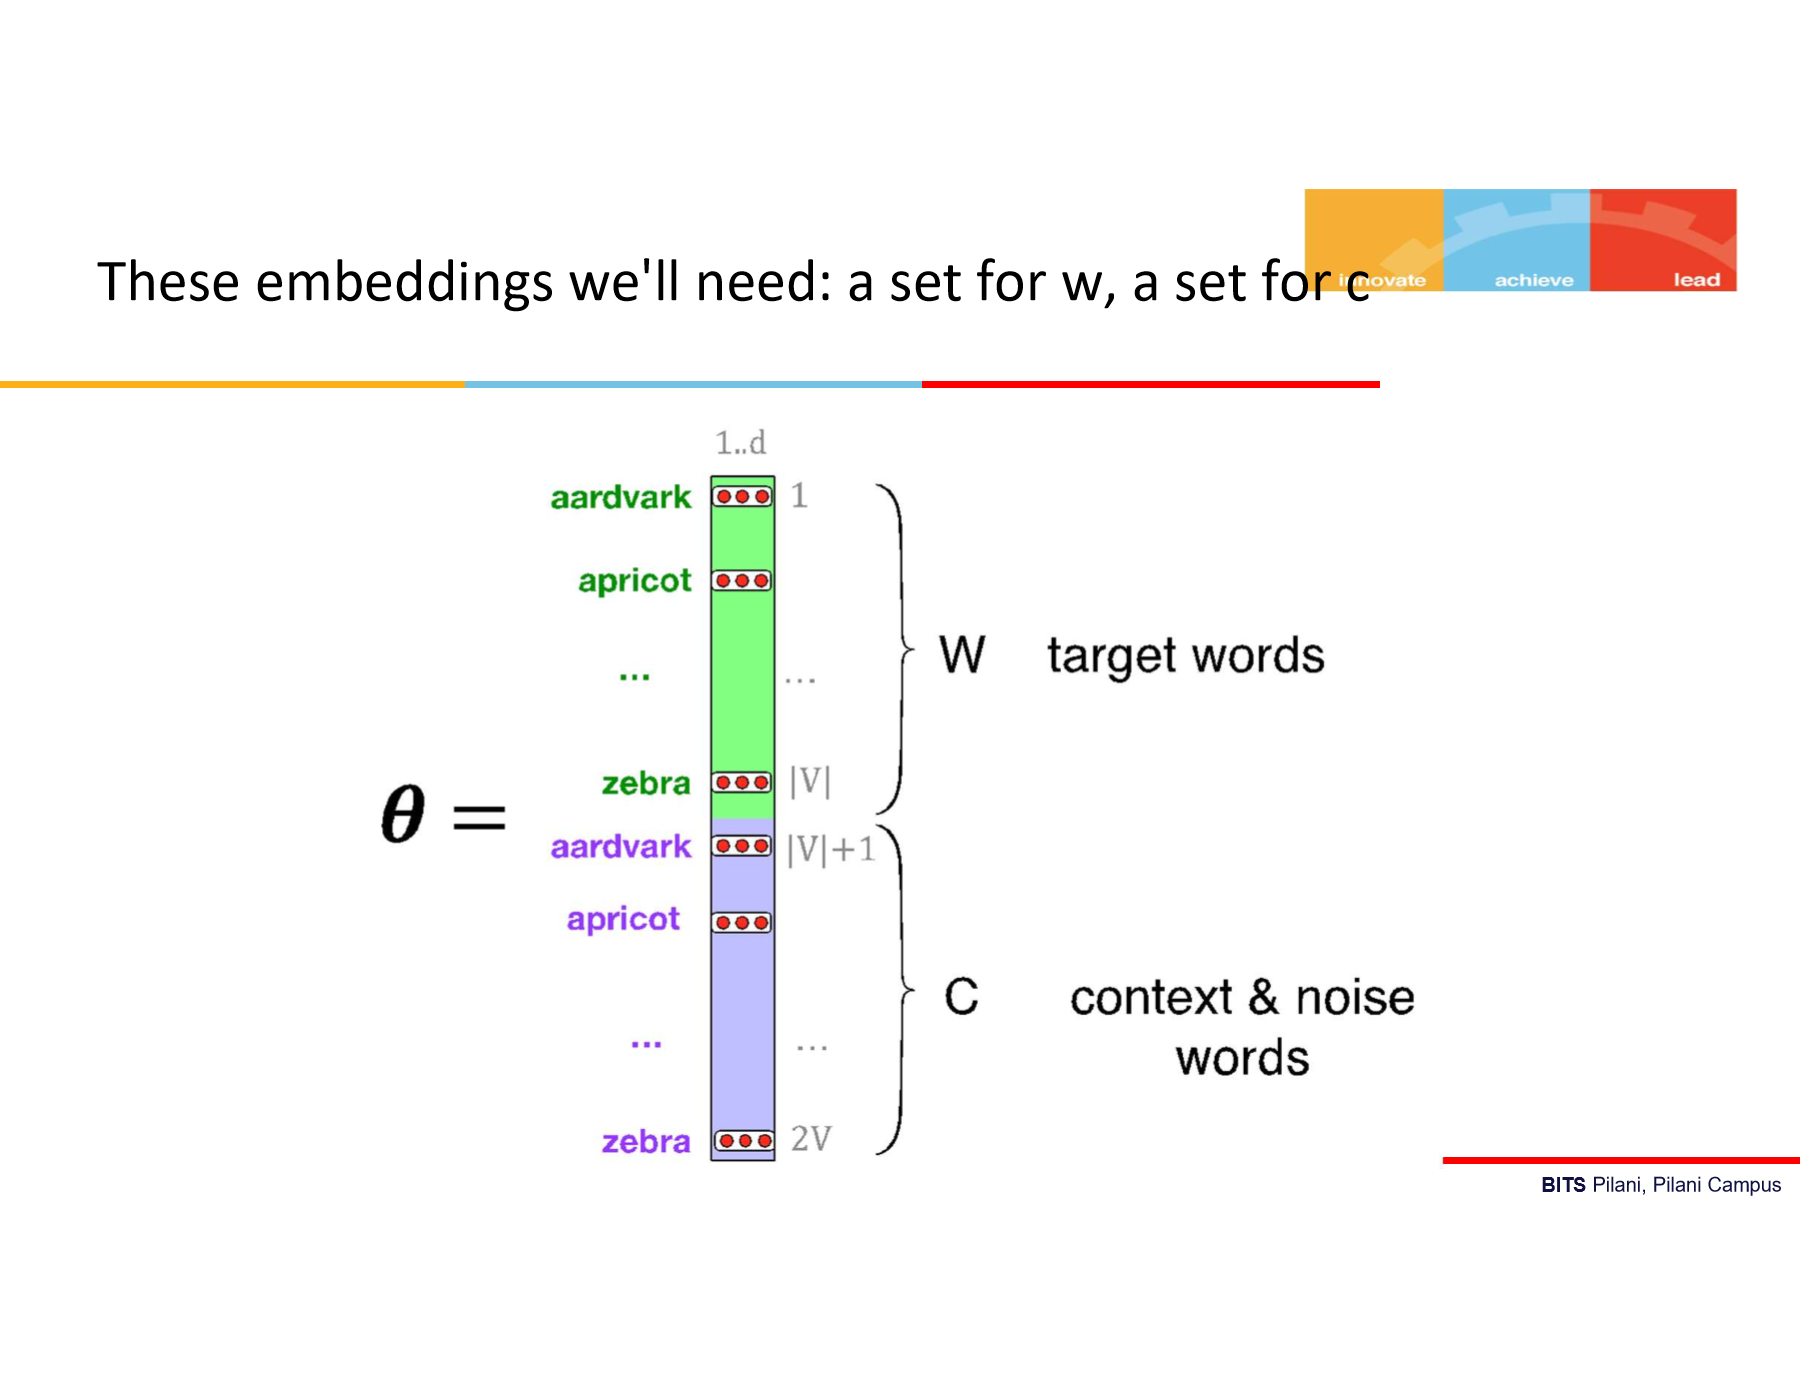 innovate achieve lead
These embeddings we'll need: a set for w, a set for c
1..d
aardvark 1
apricot
... ...
zebra |V|
W target words
θ =
aardvark |V|+1
apricot
... ...
zebra 2V
C context & noise
words
BITS Pilani, Pilani Campus